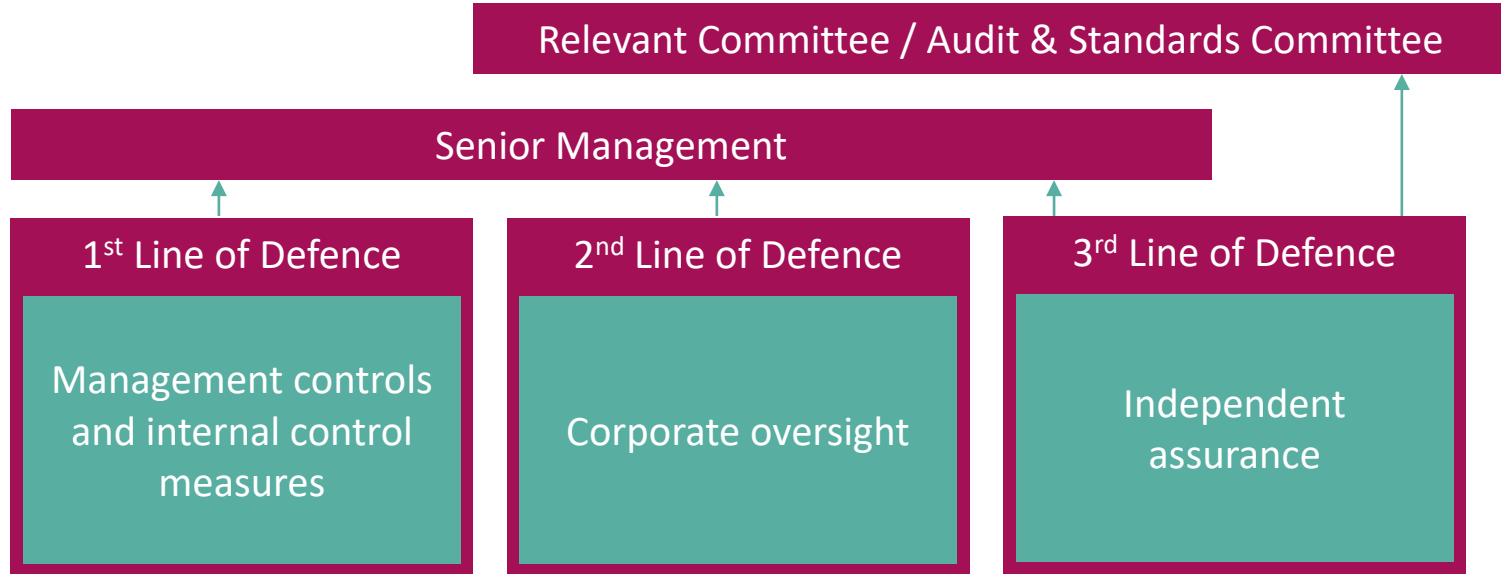 Relevant Committee / Audit & Standards Committee
Senior Management
1st Line of Defence
Management controls
and internal control
measures
2nd Line of Defence
Corporate oversight
3rd Line of Defence
Independent
assurance